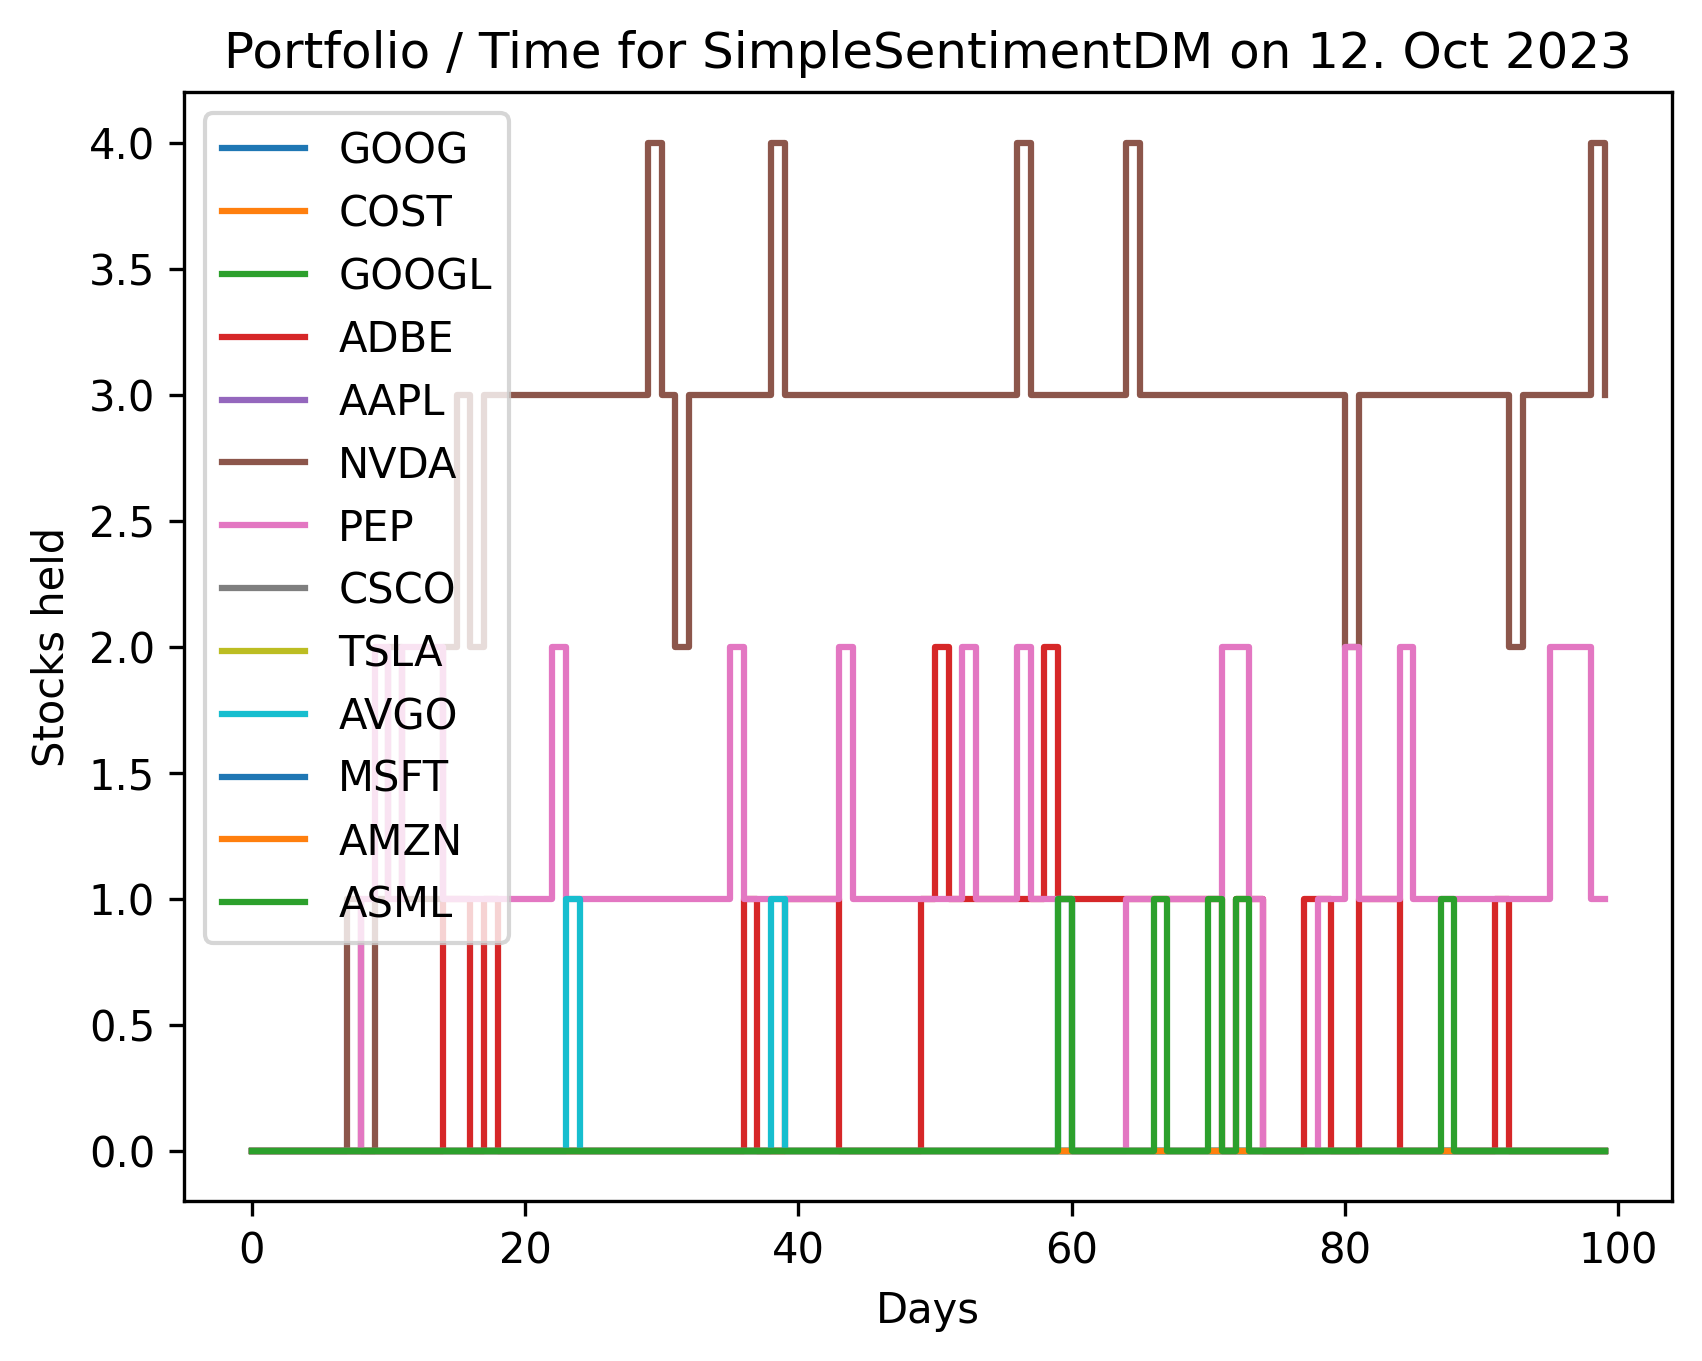 Portfolio / Time for SimpleSentimentDM on 12. Oct 2023
4.0
3.5
3.0
2.5
2.0
1.5
1.0
0.5
0.0
Stocks held
GOOG
COST
GOOGL
ADBE
AAPL
NVDA
PEP
CSCO
TSLA
AVGO
MSFT
AMZN
ASML
0
20
40
60
80
100
Days